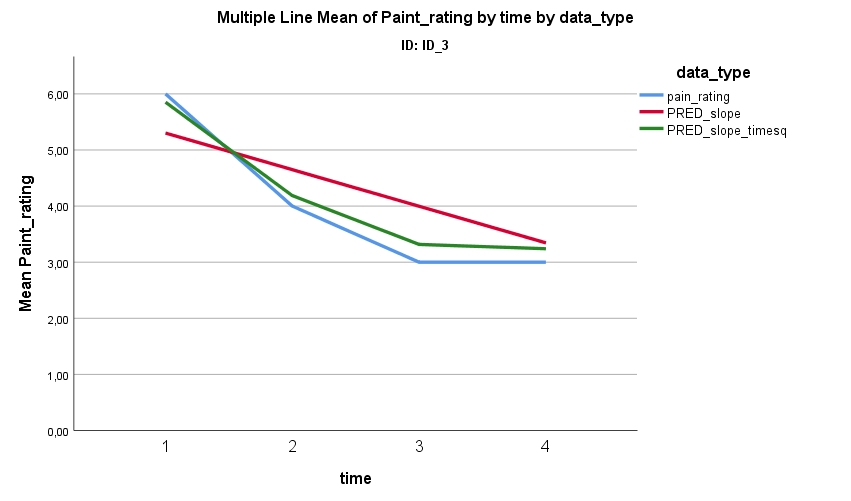 Multiple Line Mean of Paint_rating by time by data_type
ID: ID_3
data_type
pain_rating
PRED_slope
PRED_slope_timesq
Mean Paint_rating
6,00
5,00
4,00
3,00
2,00
1,00
0,00
1 2 3 4
time